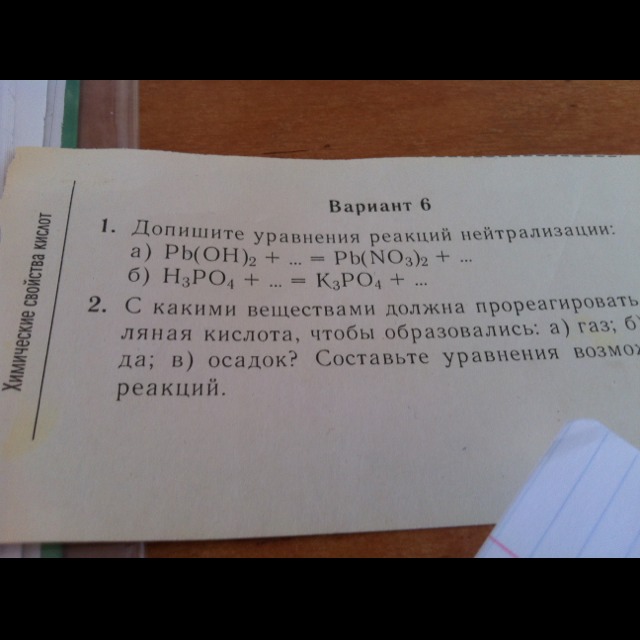 Химические свойства кислот
Вариант 6
1. Допишите уравнения реакций нейтрализации:
а) Pb(OH)₂ + ... = Pb(NO₃)₂ + ...
б) H₃PO₄ + ... = K₃PO₄ + ...
2. С какими веществами должна прореагировать
ляная кислота, чтобы образовались: а) газ; б)
да; в) осадок? Составьте уравнения возмож
реакций.